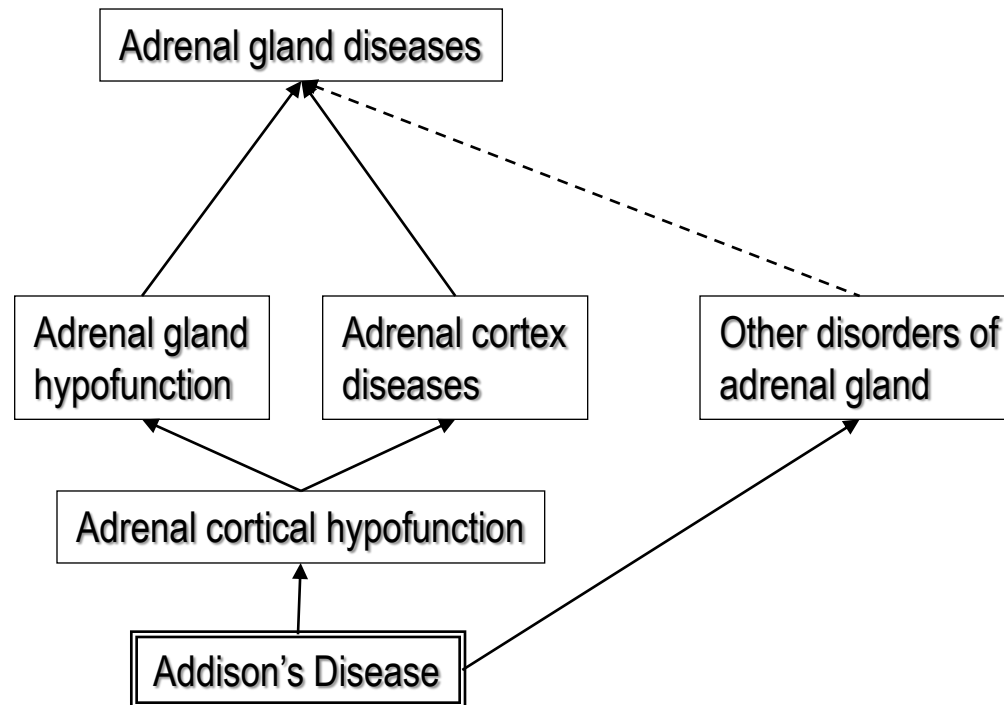 Adrenal gland diseases
Adrenal gland
hypofunction
Adrenal cortex
diseases
Other disorders of
adrenal gland
Adrenal cortical hypofunction
Addison’s Disease